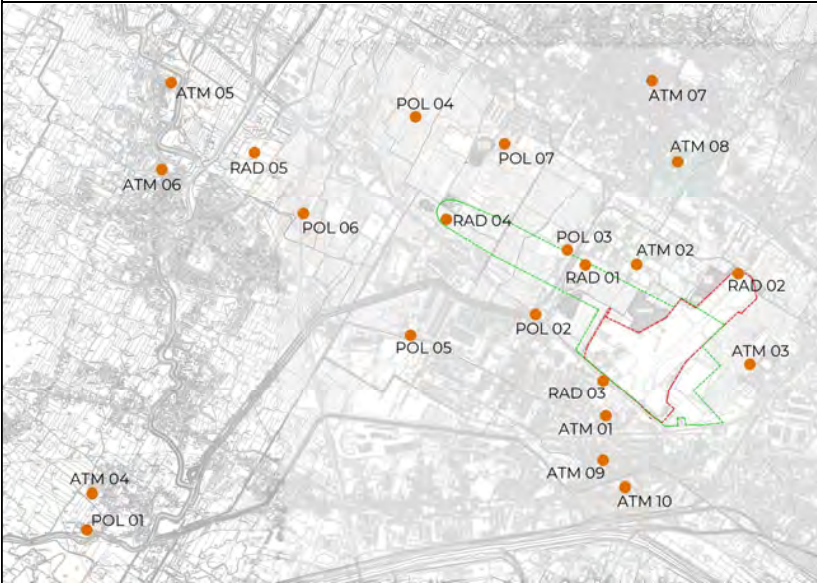 ATM 05
ATM 07
POL 04
POL 07
RAD 05
ATM 08
ATM 06
POL 06
RAD 04
POL 03
ATM 02
RAD 01
RAD 02
POL 02
POL 05
ATM 03
RAD 03
ATM 01
ATM 09
ATM 04
ATM 10
POL 01